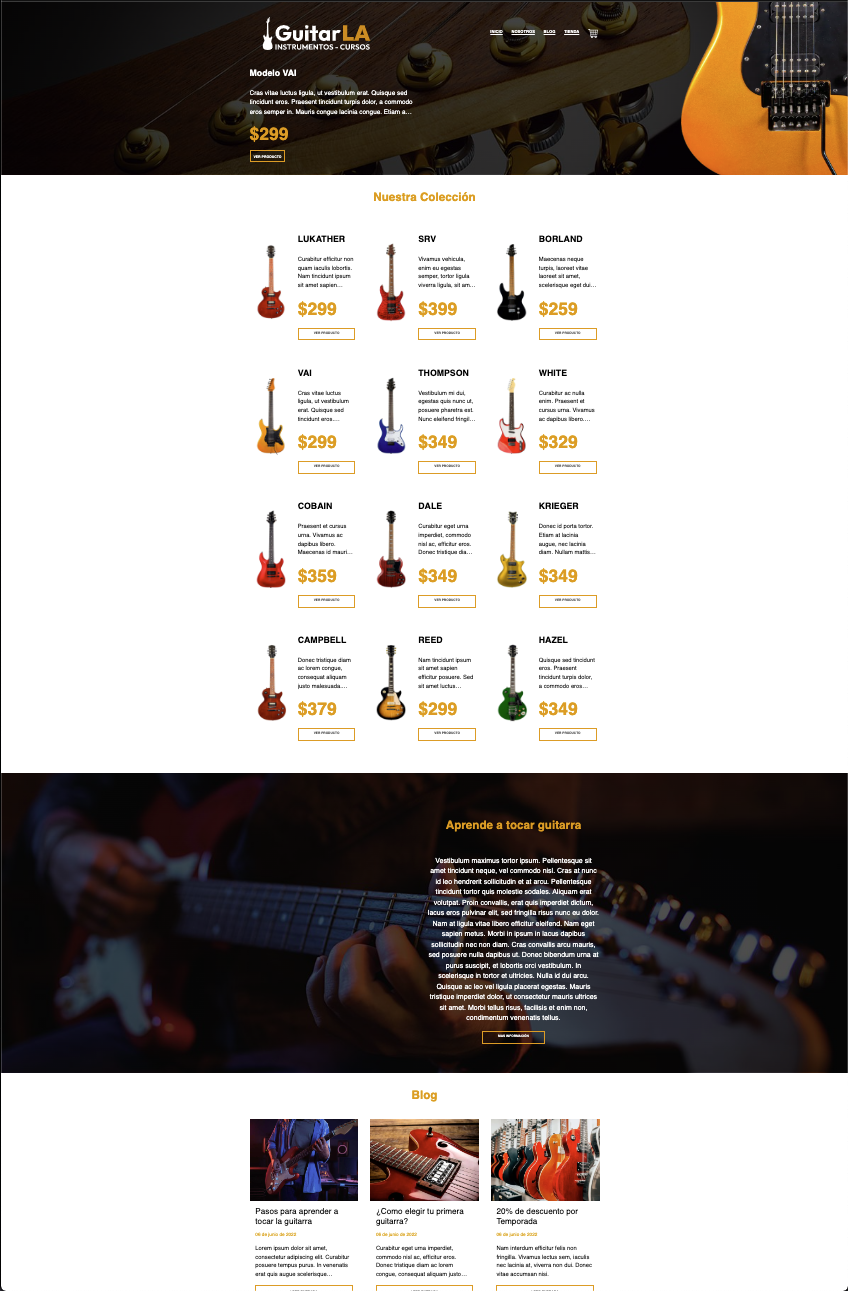 GuitarLA
INSTRUMENTOS - CURSOS
INICIO NOSOTROS BLOG TIENDA
Modelo VAI
Cras vitae luctus ligula, ut vestibulum erat. Quisque sed
tincidunt eros. Praesent tincidunt turpis dolor, a commodo
eros semper in. Mauris congue lacinia congue. Etiam a...
$299
VER PRODUCTO
Nuestra Colección
LUKATHER
Curabitur efficitur non
quam iaculis lobortis.
Nam tincidunt ipsum
sit amet sapien...
$299
VER PRODUCTO
SRV
Vivamus vehicula,
enim eu egestas
semper, tortor ligula
viverra ligula, sit am...
$399
VER PRODUCTO
BORLAND
Maecenas neque
turpis, laoreet vitae
laoreet sit amet,
scelerisque eget dui...
$259
VER PRODUCTO
VAI
Cras vitae luctus
ligula, ut vestibulum
erat. Quisque sed
tincidunt eros....
$299
VER PRODUCTO
THOMPSON
Vestibulum mi dui,
egestas quis nunc ut,
posuere pharetra est.
Nunc eleifend fringil...
$349
VER PRODUCTO
WHITE
Curabitur ac nulla
enim. Praesent et
cursus urna. Vivamus
ac dapibus libero....
$329
VER PRODUCTO
COBAIN
Praesent et cursus
urna. Vivamus ac
dapibus libero.
Maecenas id mauri...
$359
VER PRODUCTO
DALE
Curabitur eget urna
imperdiet, commodo
nisl ac, efficitur eros.
Donec tristique dia...
$349
VER PRODUCTO
KRIEGER
Donec id porta tortor.
Etiam at lacinia
augue, nec lacinia
diam. Nullam mattis...
$349
VER PRODUCTO
CAMPBELL
Donec tristique diam
ac lorem congue,
consequat aliquam
justo malesuada....
$379
VER PRODUCTO
REED
Nam tincidunt ipsum
sit amet sapien
efficitur posuere. Sed
sit amet luctus...
$299
VER PRODUCTO
HAZEL
Quisque sed tincidunt
eros. Praesent
tincidunt turpis dolor,
a commodo eros...
$349
VER PRODUCTO
Aprende a tocar guitarra
Vestibulum maximus tortor ipsum. Pellentesque sit
amet tincidunt neque, vel commodo nisl. Cras at nunc
id leo hendrerit sollicitudin et at arcu. Pellentesque
tincidunt tortor quis molestie sodales. Aliquam erat
volutpat. Proin convallis, erat quis imperdiet dictum,
lacus eros pulvinar elit, sed fringilla risus nunc eu dolor.
Nam at ligula vitae libero efficitur eleifend. Nam eget
sapien metus. Morbi in ipsum in lacus dapibus
sollicitudin nec non diam. Cras convallis arcu mauris,
sed posuere nulla dapibus ut. Donec bibendum urna at
purus suscipit, et lobortis orci vestibulum. In
scelerisque in tortor et ultricies. Nulla id dui arcu.
Quisque ac leo vel ligula placerat egestas. Mauris
tristique imperdiet dolor, ut consectetur mauris ultrices
sit amet. Morbi tellus risus, facilisis et enim non,
condimentum venenatis tellus.
MÁS INFORMACIÓN
Blog
Pasos para aprender a
tocar la guitarra
06 de junio de 2022
Lorem ipsum dolor sit amet,
consectetur adipiscing elit. Curabitur
posuere tempus purus. In venenatis
erat quis augue scelerisque...
¿Como elegir tu primera
guitarra?
06 de junio de 2022
Curabitur eget urna imperdiet,
commodo nisl ac, efficitur eros.
Donec tristique diam ac lorem
congue, consequat aliquam justo...
20% de descuento por
Temporada
06 de junio de 2022
Nam interdum efficitur felis non
fringilla. Vivamus lectus sem, iaculis
nec lacinia at, viverra non dui. Donec
vitae accumsan nisi.